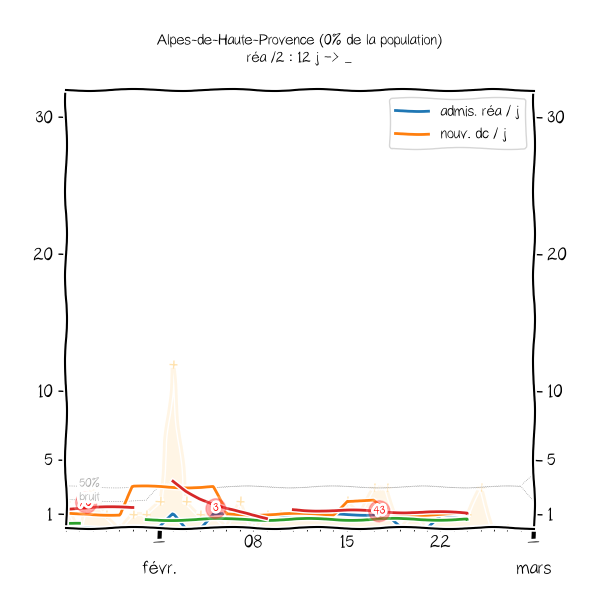 Alpes-de-Haute-Provence (0% de la population)
réa /2 : 12 j -> _
admis. réa / j
nouv. dc / j
30
30
20
20
10
10
5
5
50%
bruit
3
43
1
1
08
15
22
févr.
mars